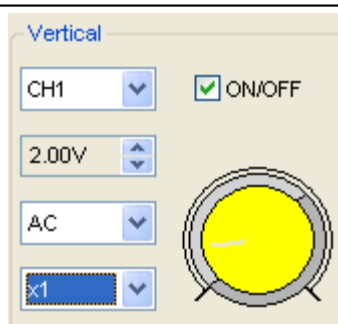 Vertical
CH1
ON/OFF
2.00V
AC
x1